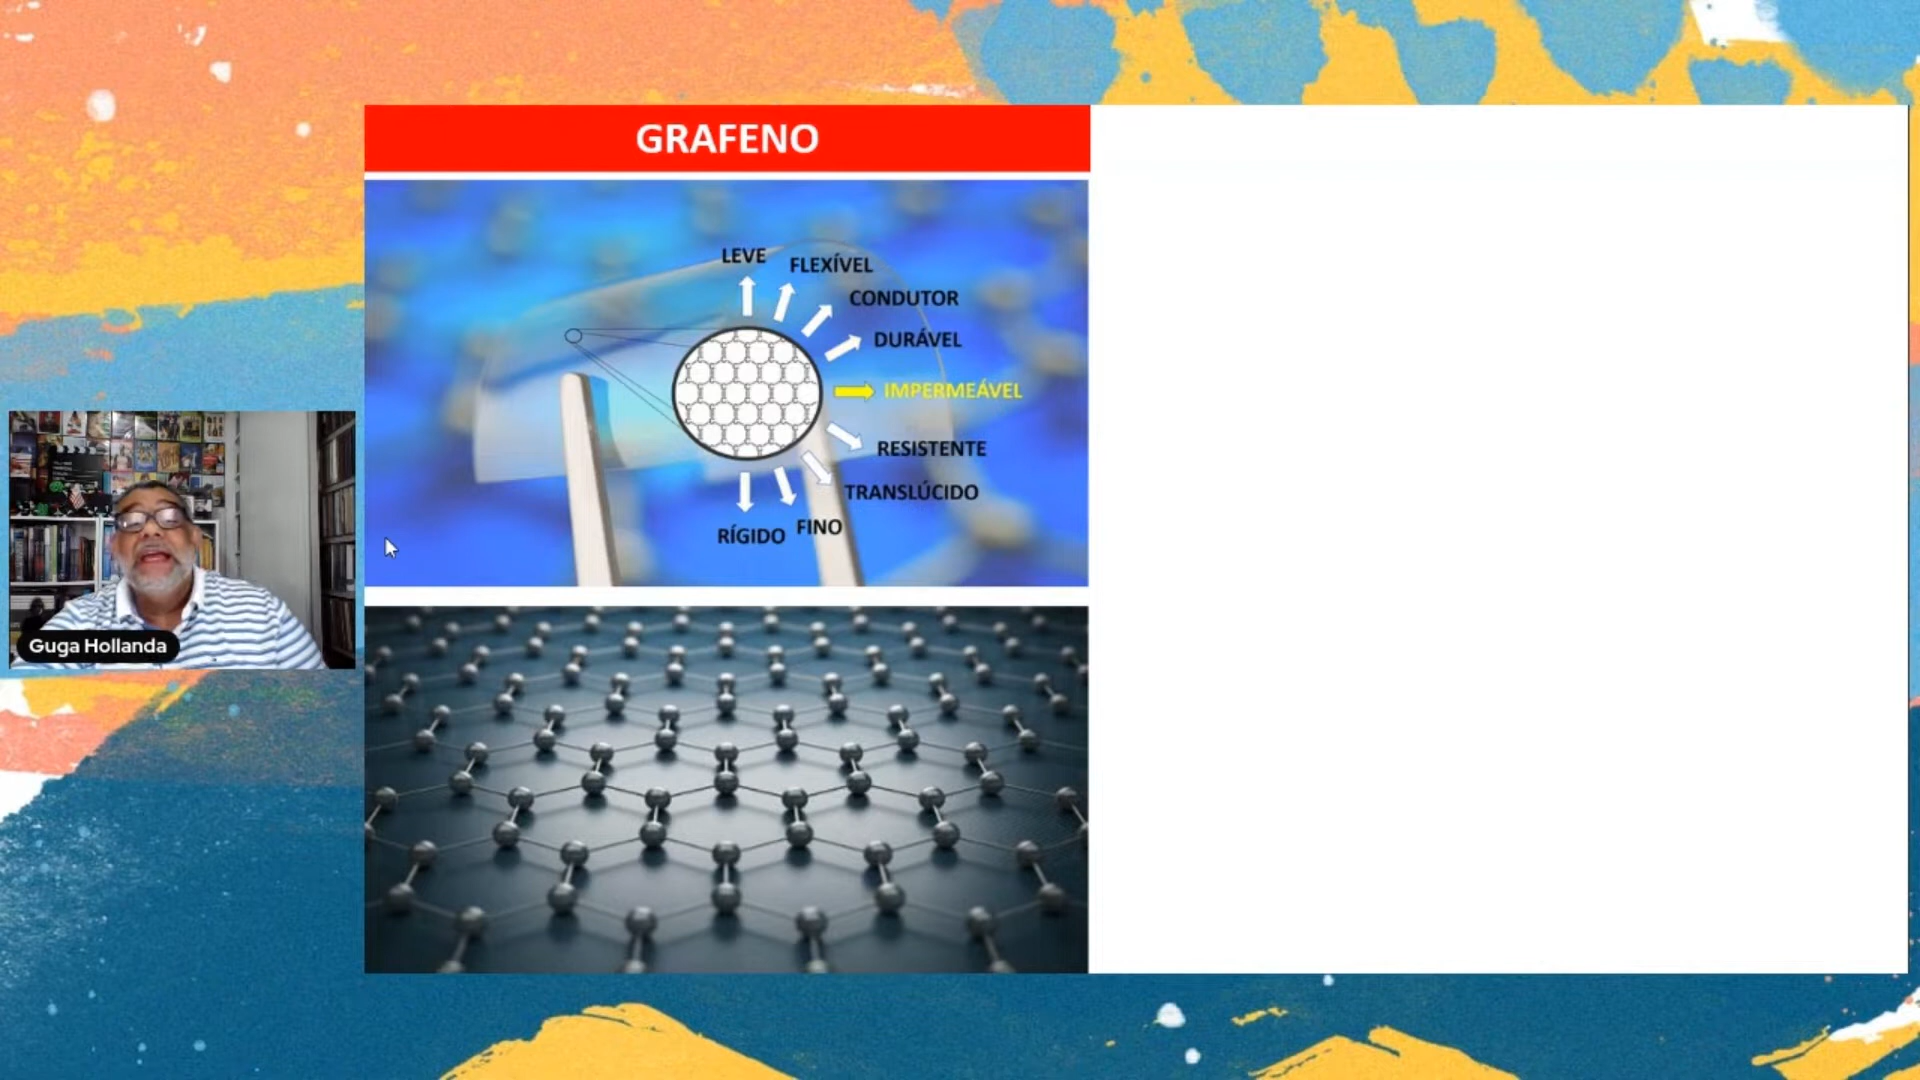 GRAFENO
LEVE
FLEXÍVEL
CONDUTOR
DURÁVEL
IMPERMEÁVEL
RESISTENTE
TRANSLÚCIDO
FINO
RÍGIDO
Guga Hollanda